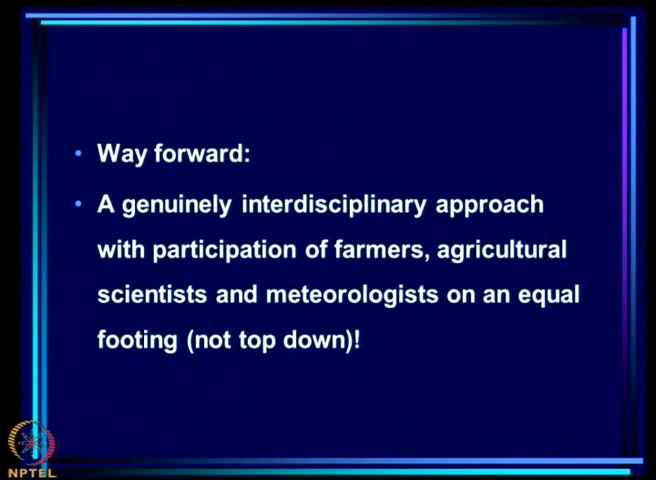 • Way forward:
• A genuinely interdisciplinary approach
with participation of farmers, agricultural
scientists and meteorologists on an equal
footing (not top down)!
NPTEL